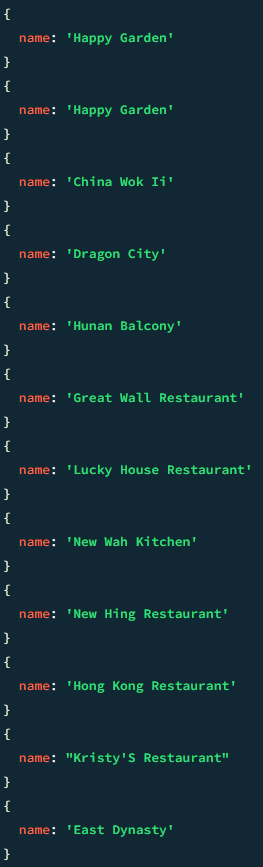 {
name: 'Happy Garden'
}
{
name: 'Happy Garden'
}
{
name: 'China Wok Ii'
}
{
name: 'Dragon City'
}
{
name: 'Hunan Balcony'
}
{
name: 'Great Wall Restaurant'
}
{
name: 'Lucky House Restaurant'
}
{
name: 'New Wah Kitchen'
}
{
name: 'New Hing Restaurant'
}
{
name: 'Hong Kong Restaurant'
}
{
name: "Kristy'S Restaurant"
}
{
name: 'East Dynasty'
}